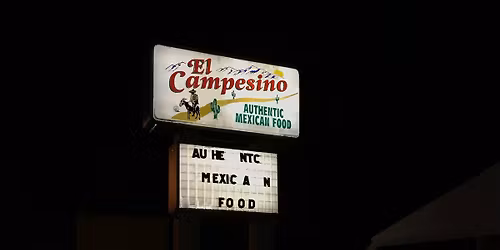 El
Campesino
AUTHENTIC
MEXICAN FOOD
AU HE NTC
MEXIC A N
FOOD